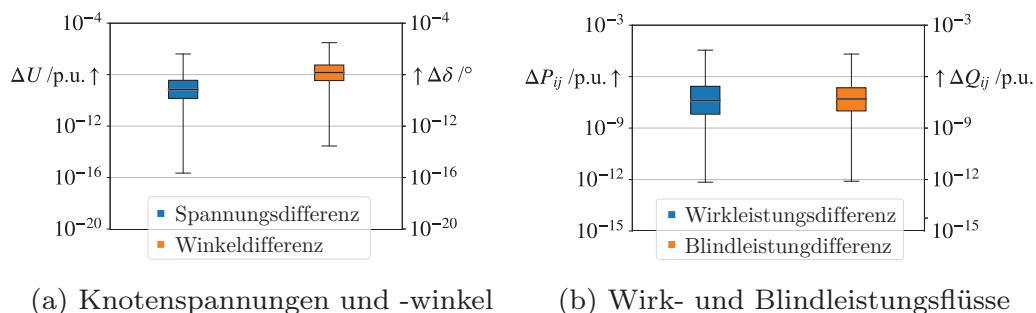 10⁻⁴
ΔU /p.u. ↑
10⁻¹²
10⁻¹⁶
10⁻²⁰
10⁻⁴
↑ Δδ /°
10⁻¹²
10⁻¹⁶
10⁻²⁰
Spannungsdifferenz
Winkeldifferenz
(a) Knotenspannungen und -winkel
10⁻³
ΔPᵢⱼ /p.u. ↑
10⁻⁹
10⁻¹²
10⁻¹⁵
10⁻³
↑ ΔQᵢⱼ /p.u.
10⁻⁹
10⁻¹²
10⁻¹⁵
Wirkleistungsdifferenz
Blindleistungdifferenz
(b) Wirk- und Blindleistungsflüsse